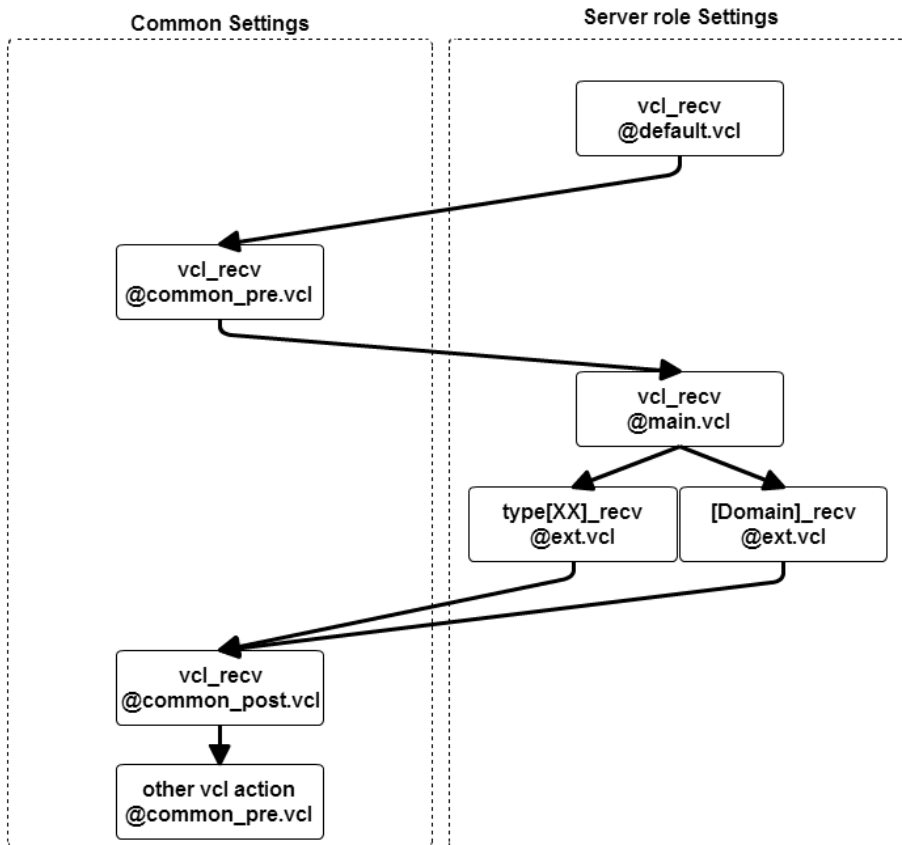 Common Settings
Server role Settings
vcl_recv
@default.vcl
vcl_recv
@common_pre.vcl
vcl_recv
@main.vcl
type[XX]_recv
@ext.vcl
[Domain]_recv
@ext.vcl
vcl_recv
@common_post.vcl
other vcl action
@common_pre.vcl